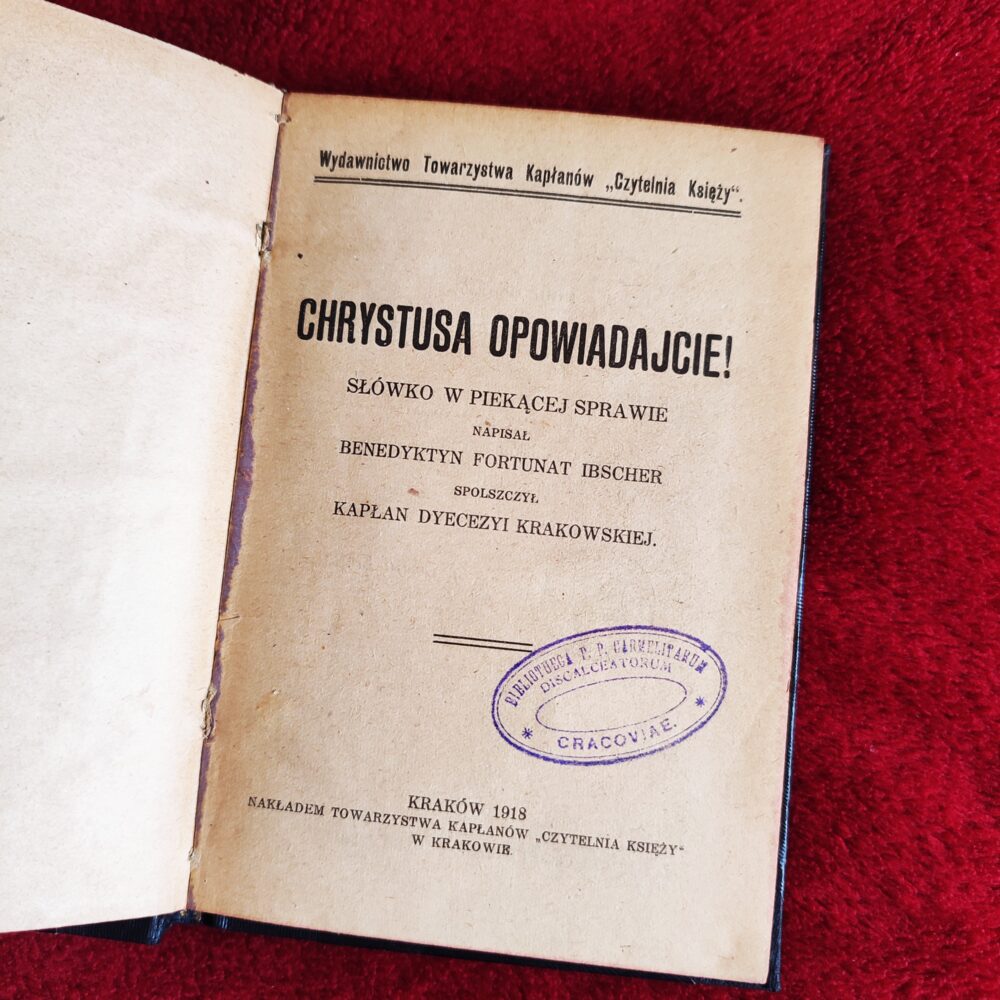 Wydawnictwo Towarzystwa Kapłanów „Czytelnia Księży“.
CHRYSTUSA OPOWIADAJCIE!
SŁÓWKO W PIEKĄCEJ SPRAWIE
NAPISAŁ
BENEDYKTYN FORTUNAT IBSCHER
SPOLSZCZYŁ
KAPŁAN DYECEZYI KRAKOWSKIEJ.
BIBLIOTHECA P. P. CARMELITARUM
DISCALCEATORUM
* CRACOVIAE. *
KRAKÓW 1918
NAKŁADEM TOWARZYSTWA KAPŁANÓW „CZYTELNIA KSIĘŻY“
W KRAKOWIE